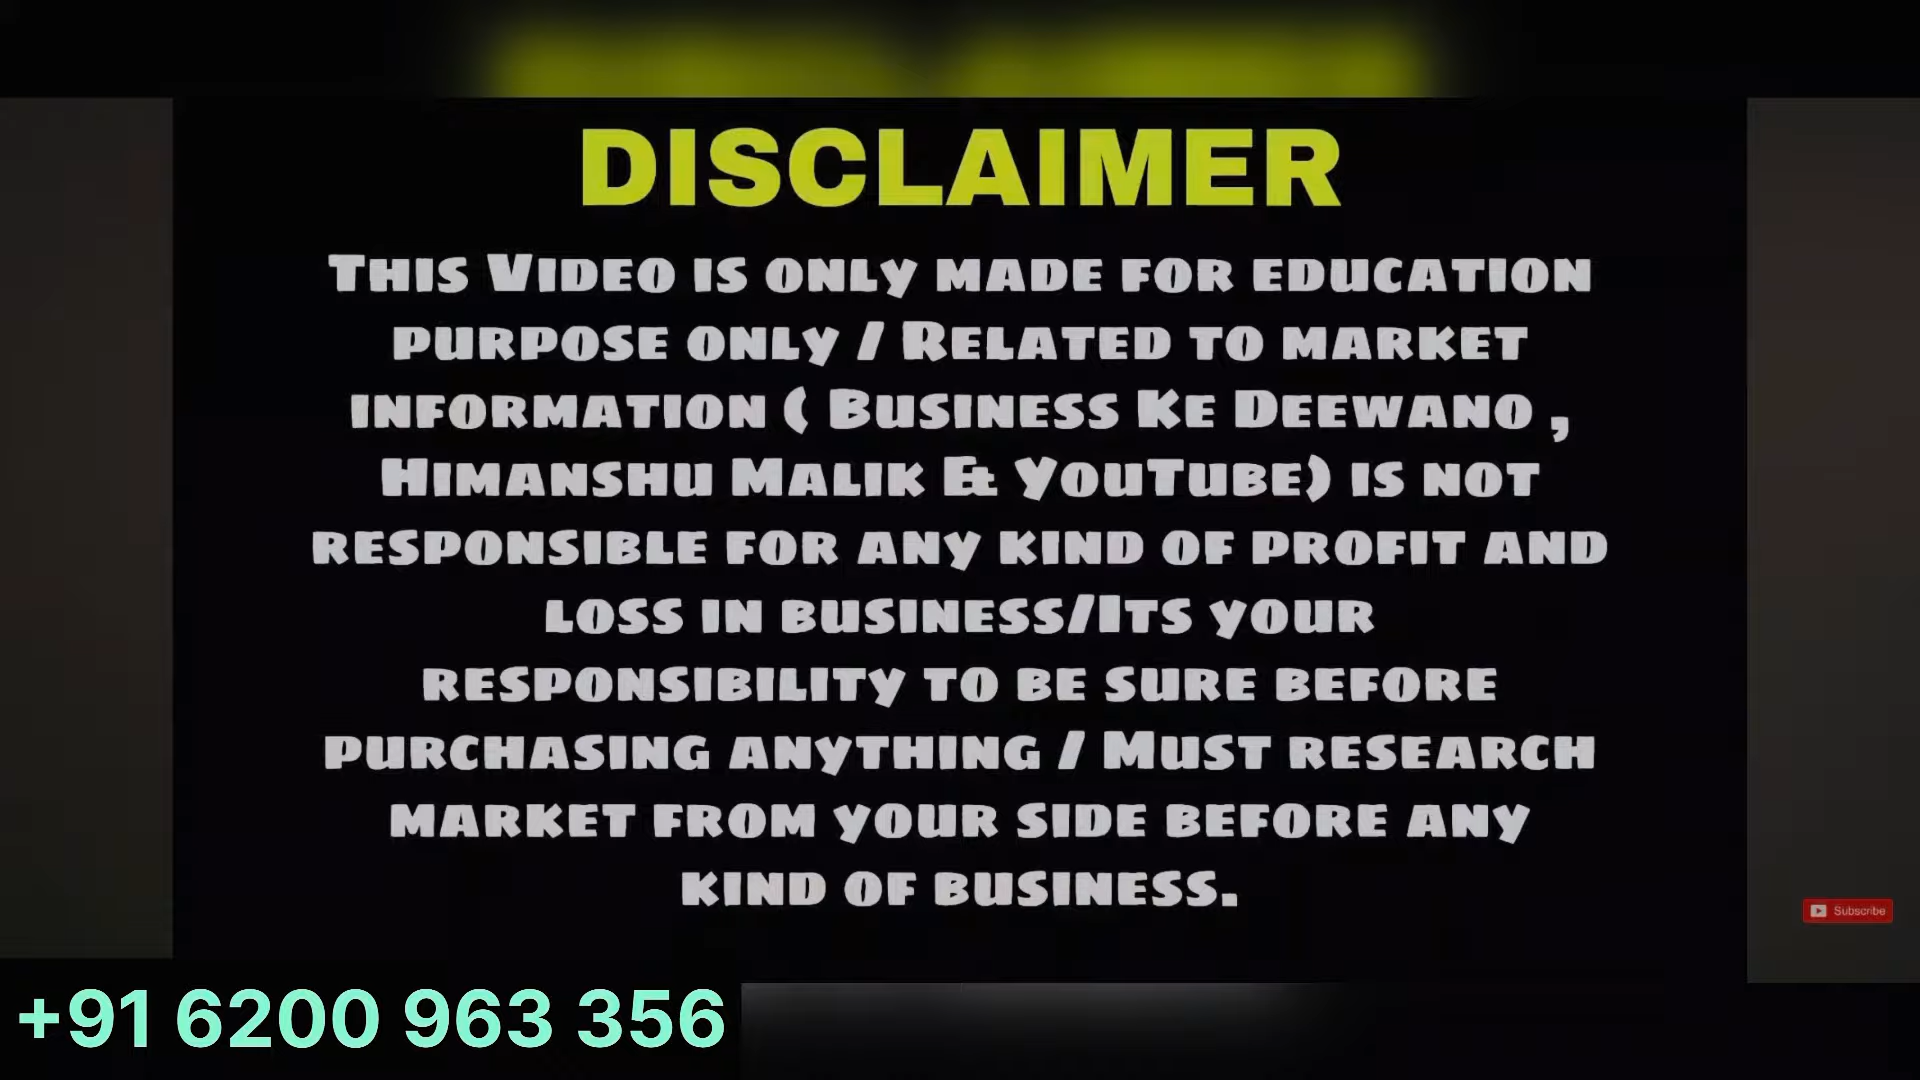 DISCLAIMER
This Video is only made for education
purpose only / Related to market
information ( Business Ke Deewano ,
Himanshu Malik & YouTube) is not
responsible for any kind of profit and
loss in business/Its your
responsibility to be sure before
purchasing anything / Must research
market from your side before any
kind of business.
Subscribe
+91 6200 963 356